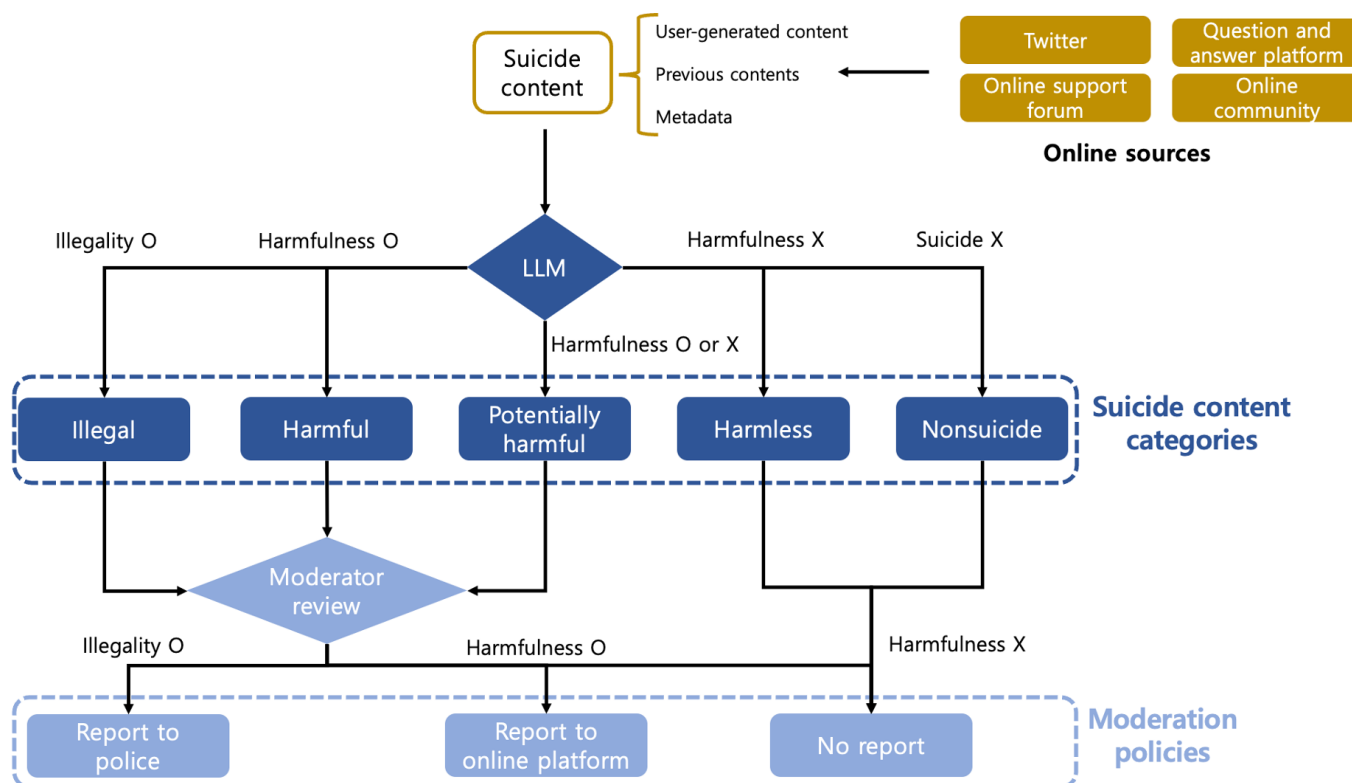 Suicide
content
User-generated content
Previous contents
Metadata
Twitter
Question and
answer platform
Online support
forum
Online
community
Online sources
Illegality O
Harmfulness O
LLM
Harmfulness X
Suicide X
Harmfulness O or X
Illegal
Harmful
Potentially
harmful
Harmless
Nonsuicide
Suicide content
categories
Moderator
review
Illegality O
Harmfulness O
Harmfulness X
Report to
police
Report to
online platform
No report
Moderation
policies